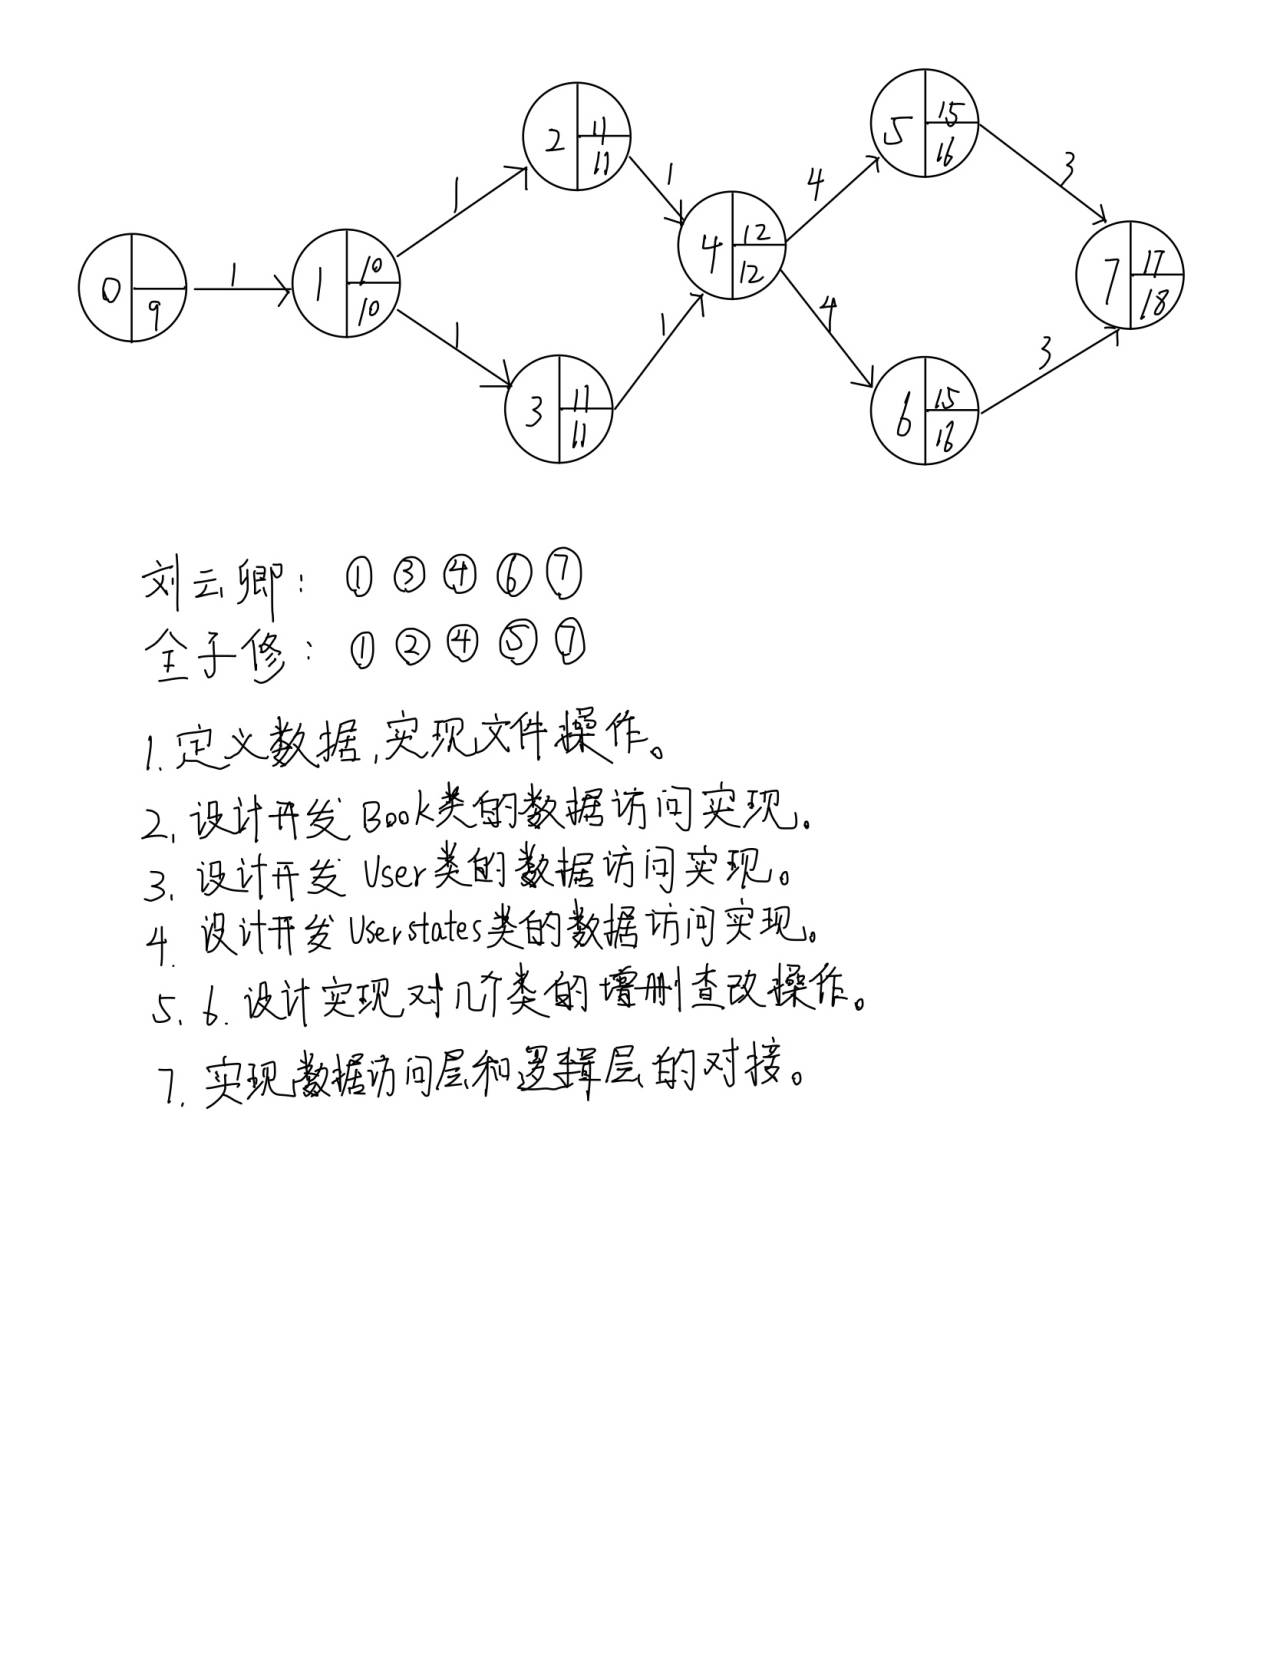 2 11 11
5 15 16
1 1 4 3
0 9 1 1 10 10 4 12 12 7 17 18
1 1 4 3
3 11 11
6 15 16
刘云卿: ① ③ ④ ⑥ ⑦
全子修: ① ② ④ ⑤ ⑦
1. 定义数据,实现文件操作。
2. 设计开发 Book类的数据访问实现。
3. 设计开发 User类的数据访问实现。
4. 设计开发 Userstates类的数据访问实现。
5. 6. 设计实现对几个类的增删查改操作。
7. 实现数据访问层和逻辑层的对接。